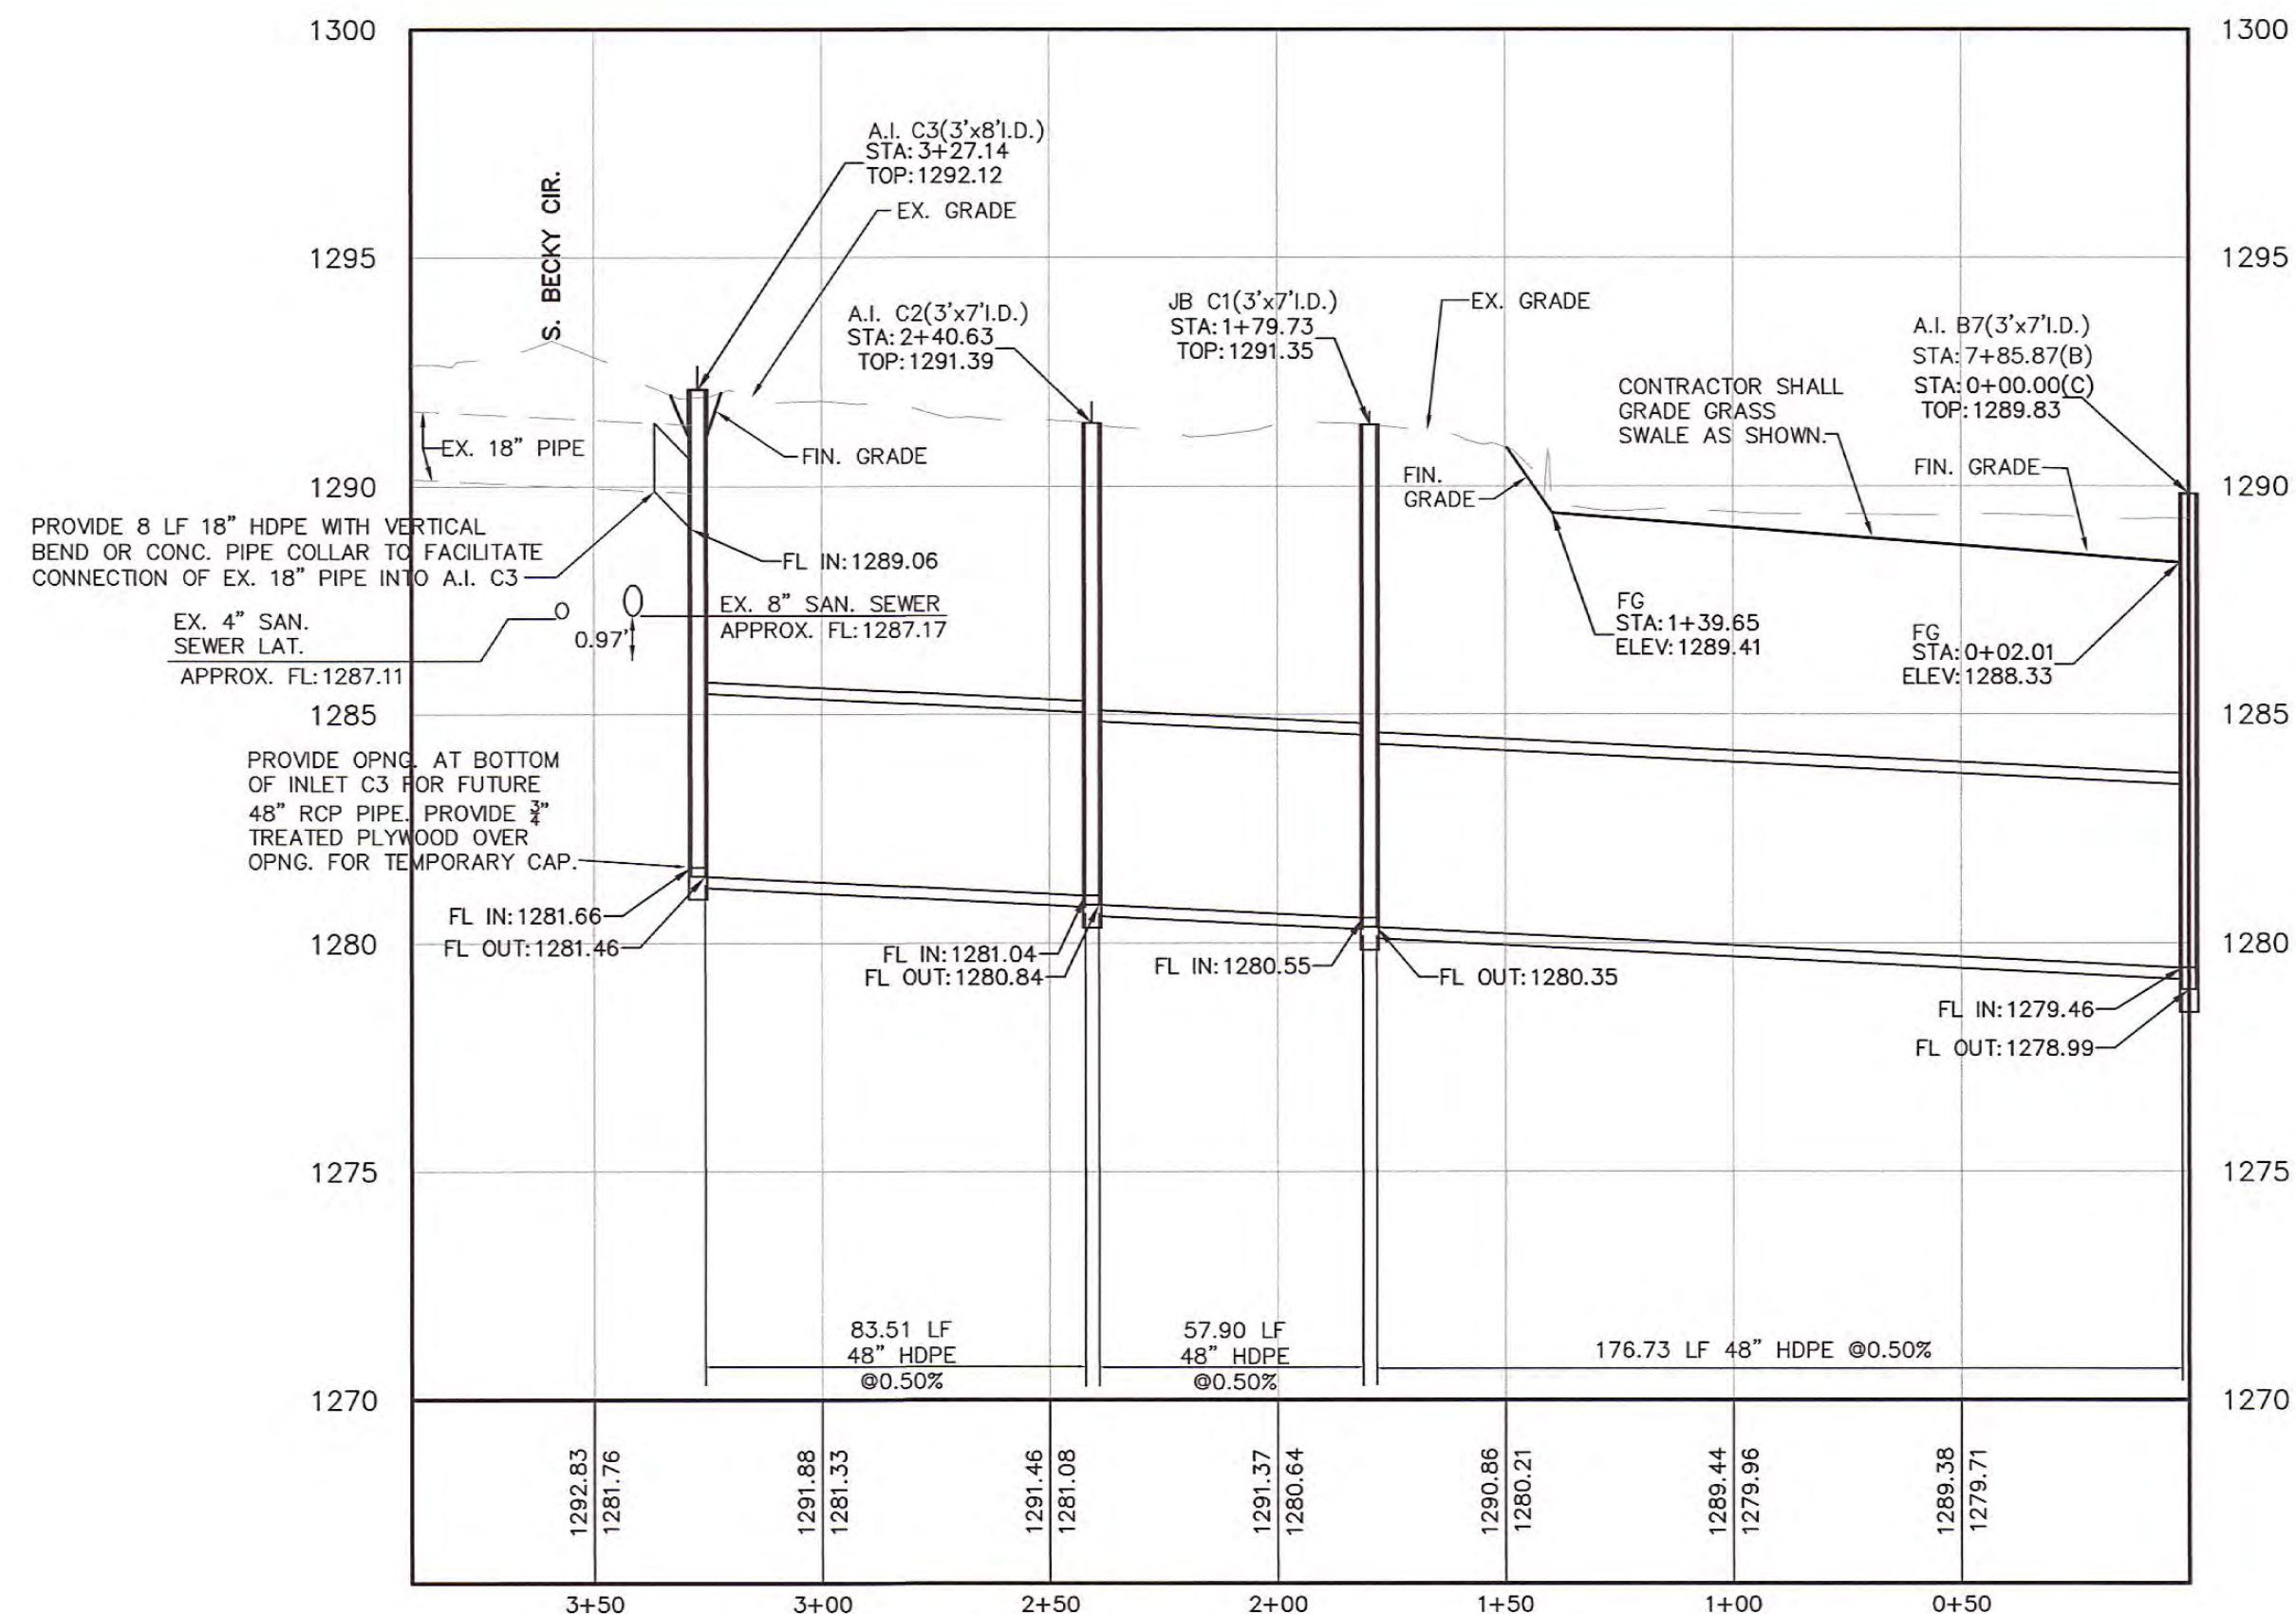 1300
1300
A.I. C3(3'x8'I.D.)
STA: 3+27.14
TOP: 1292.12
S. BECKY CIR.
EX. GRADE
1295
1295
A.I. C2(3'x7'I.D.)
STA: 2+40.63
TOP: 1291.39
JB C1(3'x7'I.D.)
STA: 1+79.73
TOP: 1291.35
EX. GRADE
CONTRACTOR SHALL
GRADE GRASS
SWALE AS SHOWN.
A.I. B7(3'x7'I.D.)
STA: 7+85.87(B)
STA: 0+00.00(C)
TOP: 1289.83
EX. 18" PIPE
FIN. GRADE
FIN.
GRADE
FIN. GRADE
1290
1290
PROVIDE 8 LF 18" HDPE WITH VERTICAL
BEND OR CONC. PIPE COLLAR TO FACILITATE
CONNECTION OF EX. 18" PIPE INTO A.I. C3
FL IN: 1289.06
EX. 4" SAN.
SEWER LAT.
APPROX. FL: 1287.11
0.97'
EX. 8" SAN. SEWER
APPROX. FL: 1287.17
FG
STA: 1+39.65
ELEV: 1289.41
FG
STA: 0+02.01
ELEV: 1288.33
1285
1285
PROVIDE OPNG. AT BOTTOM
OF INLET C3 FOR FUTURE
48" RCP PIPE. PROVIDE ¾"
TREATED PLYWOOD OVER
OPNG. FOR TEMPORARY CAP.
FL IN: 1281.66
FL OUT: 1281.46
1280
1280
FL IN: 1281.04
FL OUT: 1280.84
FL IN: 1280.55
FL OUT: 1280.35
FL IN: 1279.46
FL OUT: 1278.99
1275
1275
83.51 LF
48" HDPE
@0.50%
57.90 LF
48" HDPE
@0.50%
176.73 LF 48" HDPE @0.50%
1270
1270
1292.83
1281.76
1291.88
1281.33
1291.46
1281.08
1291.37
1280.64
1290.86
1280.21
1289.44
1279.96
1289.38
1279.71
3+50
3+00
2+50
2+00
1+50
1+00
0+50